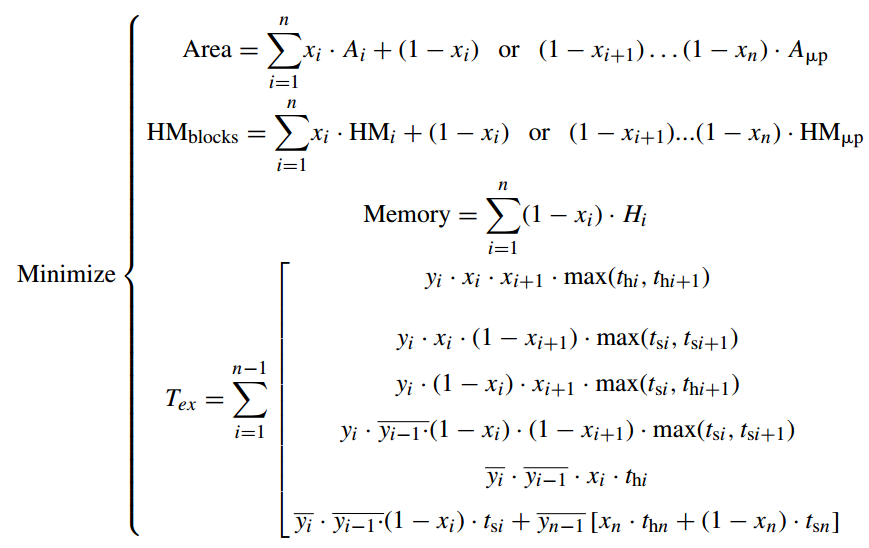 Area = \sum_{i=1}^{n} x_i · A_i + (1 − x_i) or (1 − x_{i+1}) … (1 − x_n) · A_{μp}
HM_{blocks} = \sum_{i=1}^{n} x_i · HM_i + (1 − x_i) or (1 − x_{i+1})...(1 − x_n) · HM_{μp}
Memory = \sum_{i=1}^{n} (1 − x_i) · H_i
Minimize
y_i · x_i · x_{i+1} · max(t_{hi}, t_{hi+1})
y_i · x_i · (1 − x_{i+1}) · max(t_{si}, t_{si+1})
T_{ex} = \sum_{i=1}^{n−1}
y_i · (1 − x_i) · x_{i+1} · max(t_{si}, t_{hi+1})
y_i · \overline{y_{i−1}·}(1 − x_i) · (1 − x_{i+1}) · max(t_{si}, t_{si+1})
\overline{y_i} · \overline{y_{i−1}} · x_i · t_{hi}
\overline{y_i} · \overline{y_{i−1}·}(1 − x_i) · t_{si} + \overline{y_{n−1}} [x_n · t_{hn} + (1 − x_n) · t_{sn}]